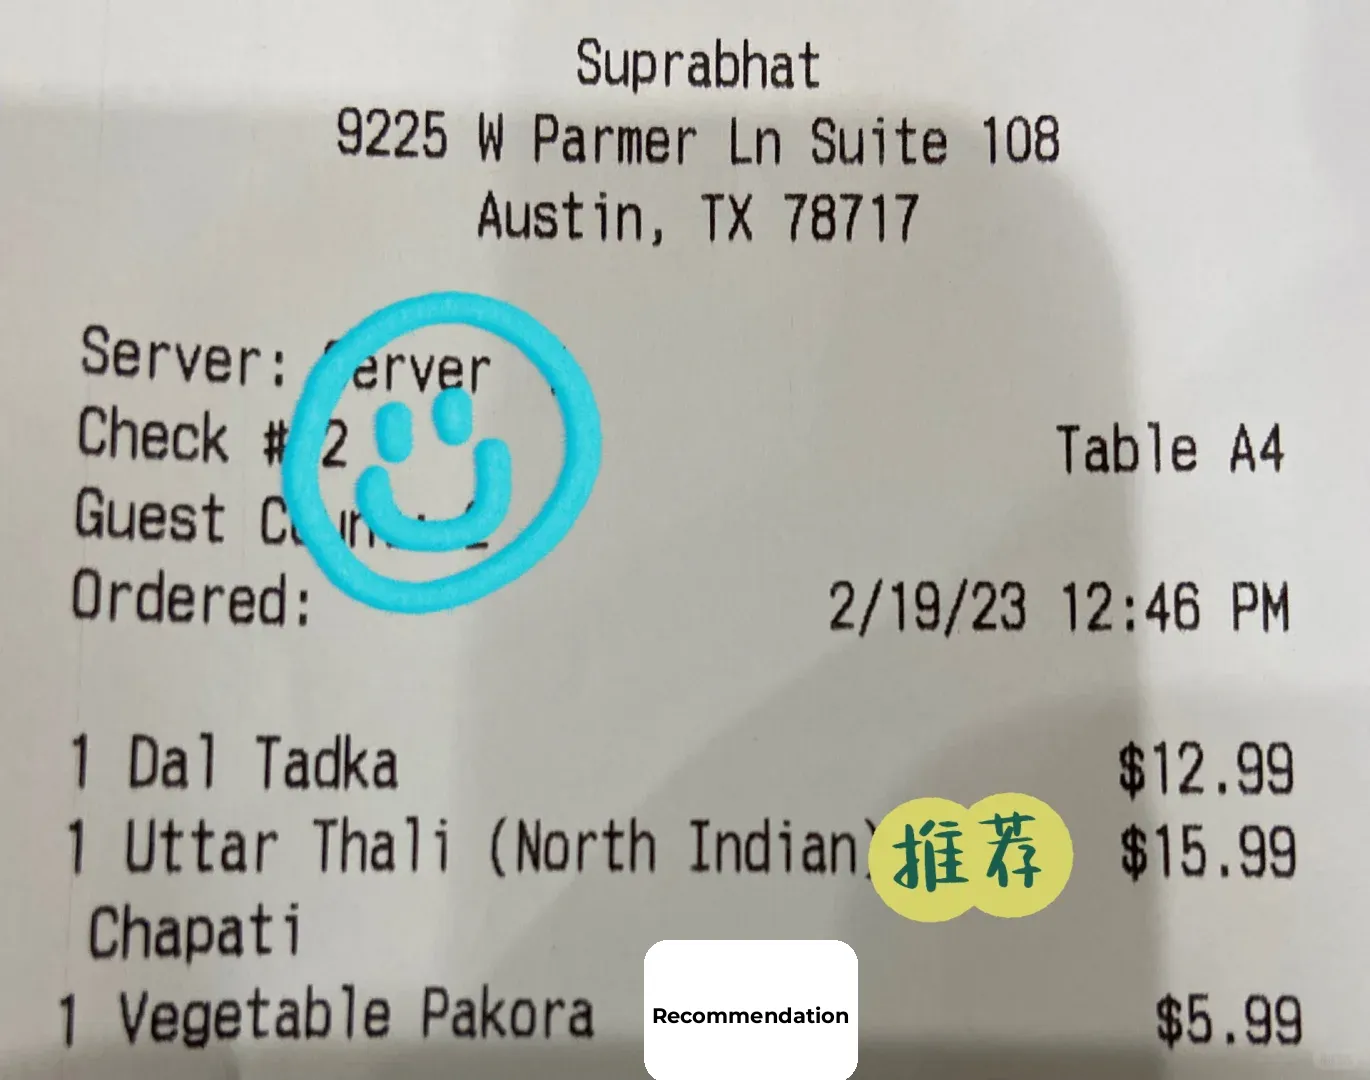 Suprabhat
9225 W Parmer Ln Suite 108
Austin, TX 78717
Server: Server
Check # 2 Table A4
Guest
Ordered: 2/19/23 12:46 PM
1 Dal Tadka $12.99
1 Uttar Thali (North Indian) 推荐 $15.99
Chapati
1 Vegetable Pakora Recommendation $5.99